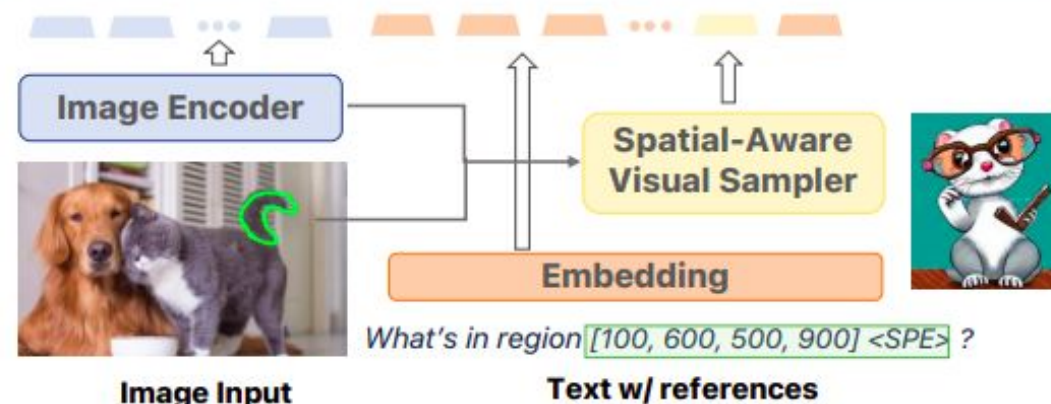 Image Encoder
Spatial-Aware
Visual Sampler
Embedding
What's in region [100, 600, 500, 900] <SPE> ?
Image Input
Text w/ references